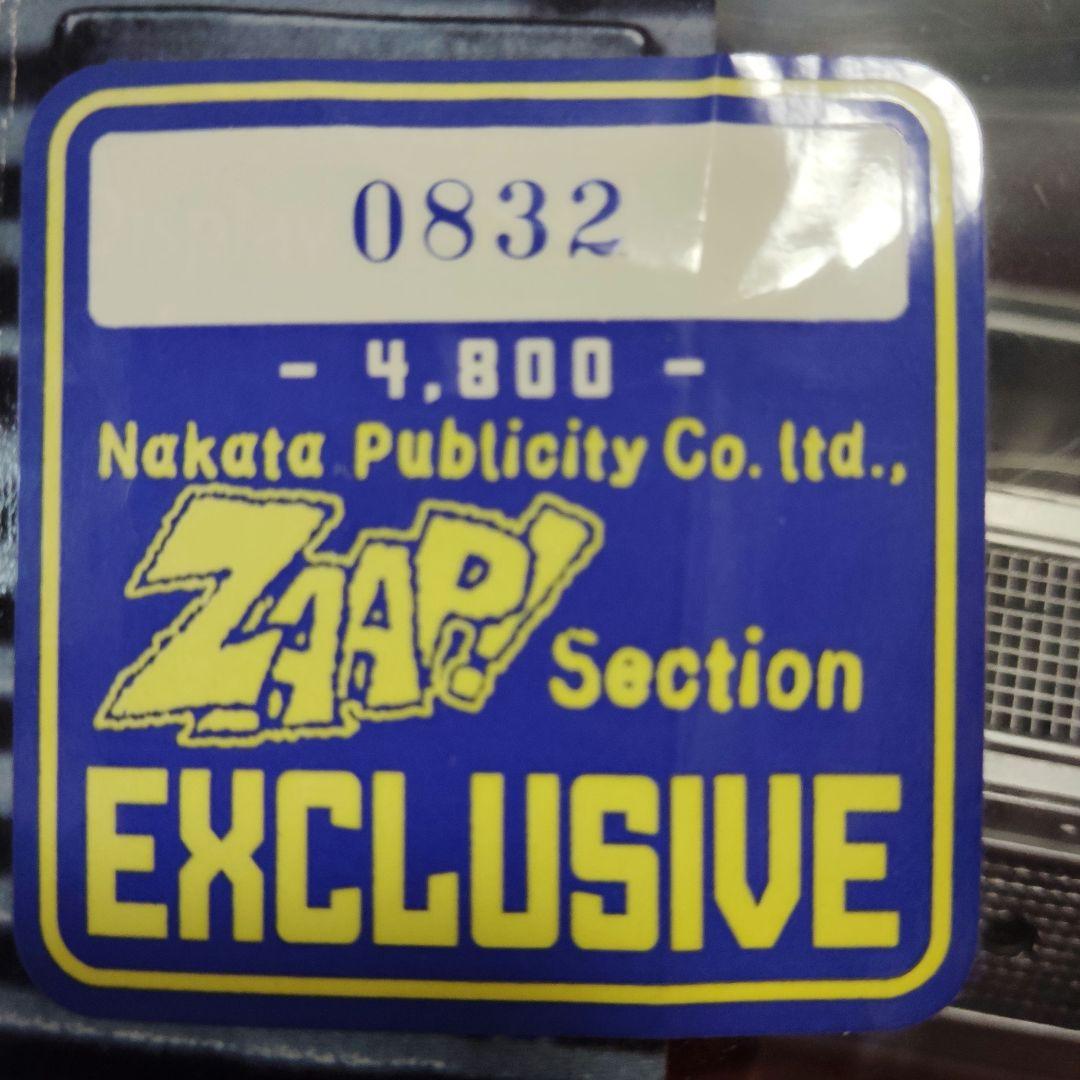 0832
- 4,800 -
Nakata Publicity Co. ltd.,
ZAAP!
Section
EXCLUSIVE